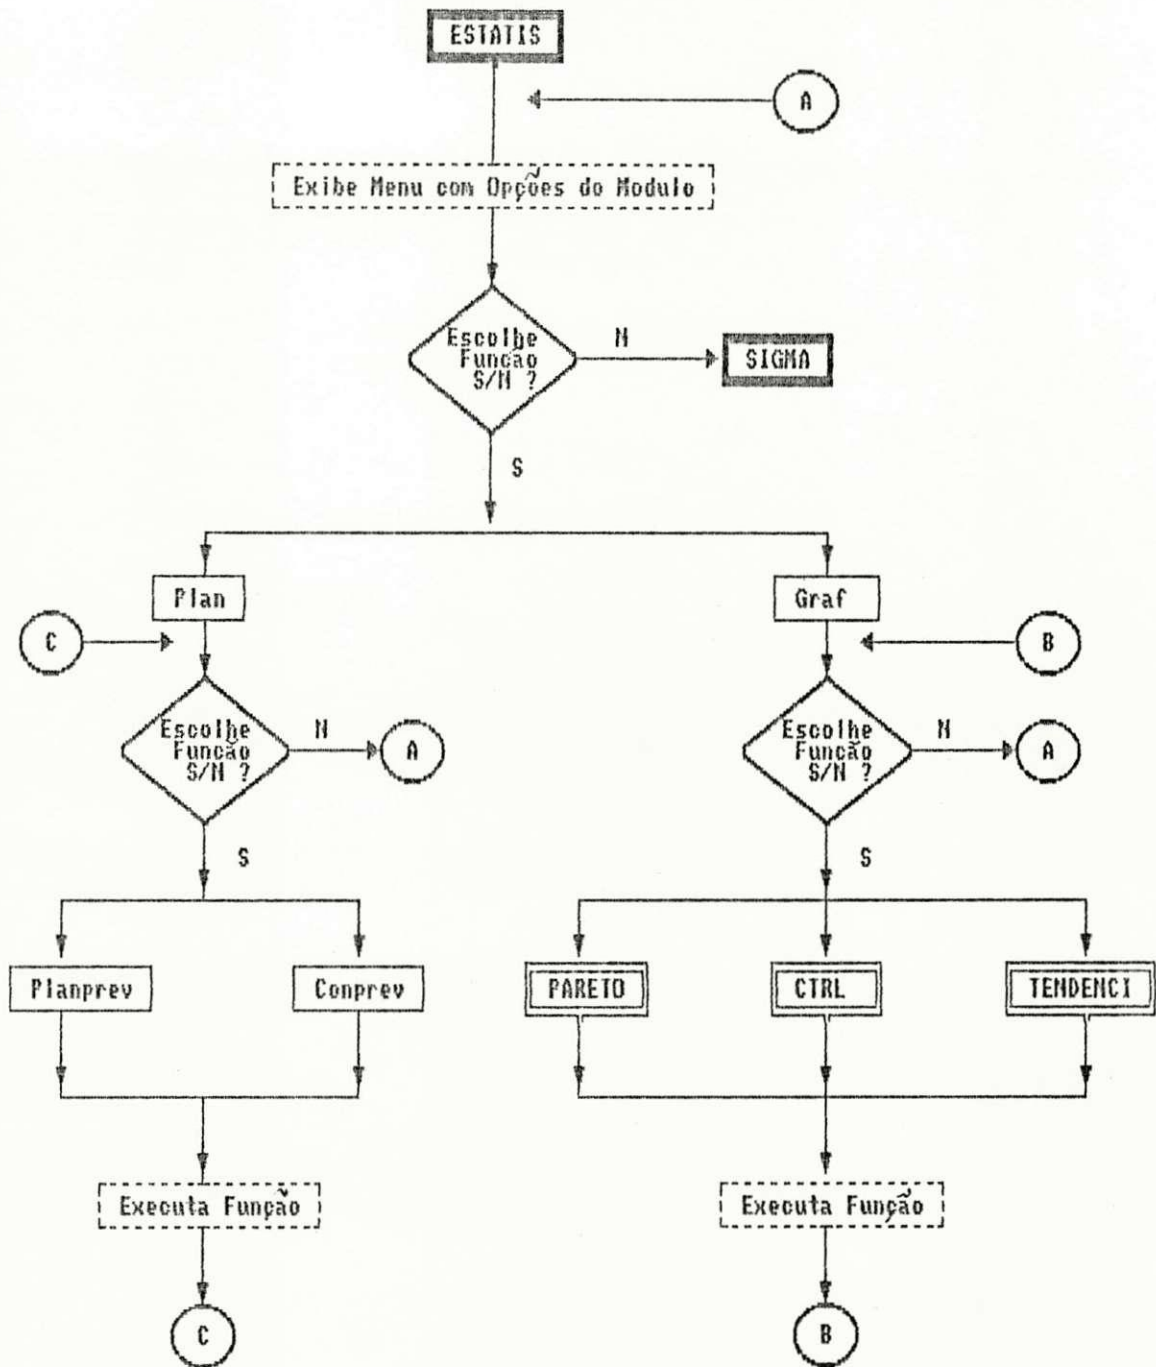 ESTATIS
A
Exibe Menu com Opções do Modulo
Escolhe
Função
S/N ?
N
SIGMA
S
Plan
Graf
C
B
Escolhe
Função
S/N ?
N
A
Escolhe
Função
S/N ?
N
A
S
S
Planprev
Conprev
PARETO
CTRL
TENDENCI
Executa Função
Executa Função
C
B